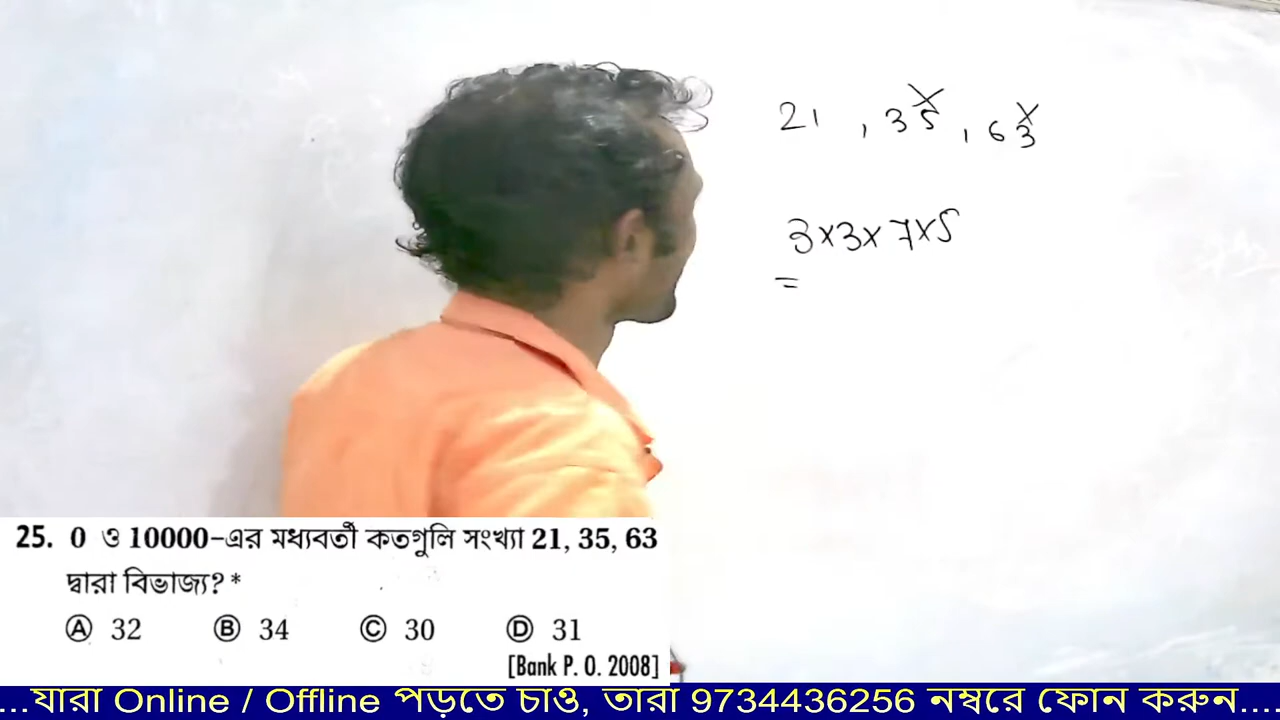 21 , 35 , 63
3×3×7×5
=
25. 0 ও 10000-এর মধ্যবর্তী কতগুলি সংখ্যা 21, 35, 63
দ্বারা বিভাজ্য? *
Ⓐ 32 Ⓑ 34 Ⓒ 30 Ⓓ 31
[Bank P. O. 2008]
...যারা Online / Offline পড়তে চাও, তারা 9734436256 নম্বরে ফোন করুন....